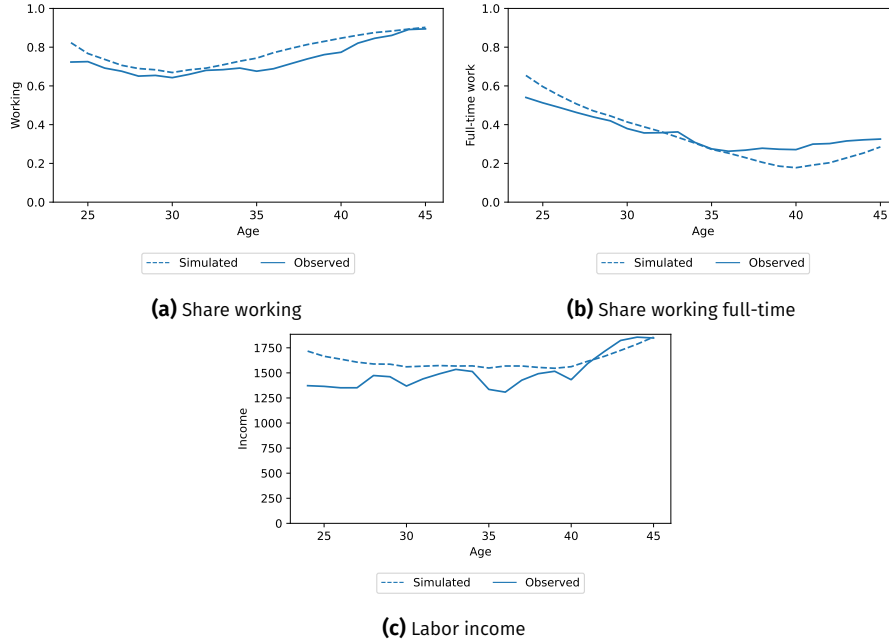 1.0
0.8
0.6
0.4
0.2
0.0
Working
25 30 35 40 45
Age
Simulated Observed
(a) Share working
1.0
0.8
0.6
0.4
0.2
0.0
Full-time work
25 30 35 40 45
Age
Simulated Observed
(b) Share working full-time
1750
1500
1250
1000
750
500
250
0
Income
25 30 35 40 45
Age
Simulated Observed
(c) Labor income